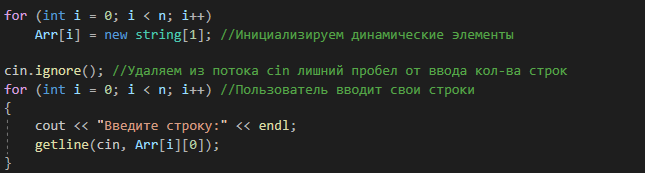 for (int i = 0; i < n; i++)
Arr[i] = new string[1]; //Инициализируем динамические элементы
cin.ignore(); //Удаляем из потока cin лишний пробел от ввода кол-ва строк
for (int i = 0; i < n; i++) //Пользователь вводит свои строки
{
cout << "Введите строку:" << endl;
getline(cin, Arr[i][0]);
}